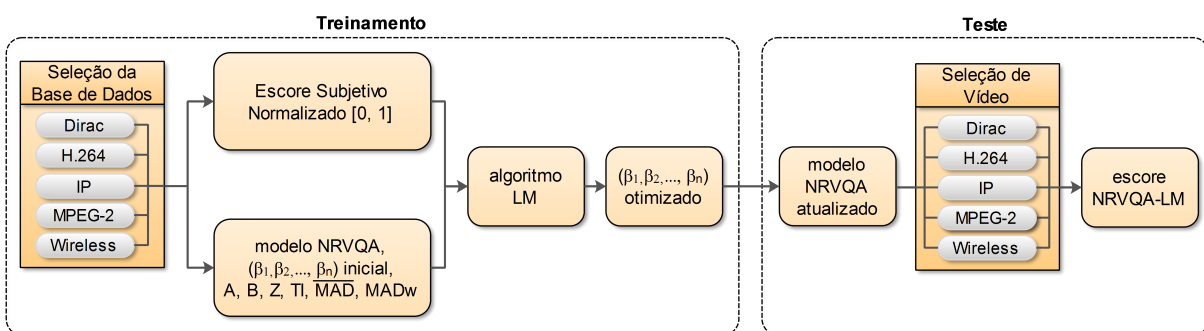 Treinamento
Seleção da
Base de Dados
Dirac
H.264
IP
MPEG-2
Wireless
Escore Subjetivo
Normalizado [0, 1]
modelo NRVQA,
(β₁,β₂,..., βₙ) inicial,
A, B, Z, TI, M̅A̅D̅, MADw
algoritmo
LM
(β₁,β₂,..., βₙ)
otimizado
Teste
modelo
NRVQA
atualizado
Seleção de
Vídeo
Dirac
H.264
IP
MPEG-2
Wireless
escore
NRVQA-LM